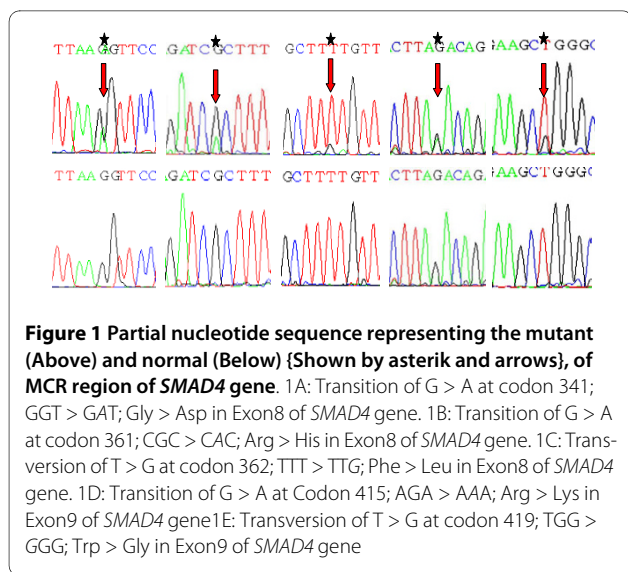 TTAAGAGTTCC GATCGCTTT GCTTTTGTT CTTAGACAG GAAGCTGGGC
TTAAGGTTCC GATCGCTTT GCTTTTGTT CTTAGACAG GAAGCTGGGC
Figure 1 Partial nucleotide sequence representing the mutant
(Above) and normal (Below) {Shown by asterik and arrows}, of
MCR region of SMAD4 gene. 1A: Transition of G > A at codon 341;
GGT > GAT; Gly > Asp in Exon8 of SMAD4 gene. 1B: Transition of G > A
at codon 361; CGC > CAC; Arg > His in Exon8 of SMAD4 gene. 1C: Trans-
version of T > G at codon 362; TTT > TTG; Phe > Leu in Exon8 of SMAD4
gene. 1D: Transition of G > A at Codon 415; AGA > AAA; Arg > Lys in
Exon9 of SMAD4 gene1E: Transversion of T > G at codon 419; TGG >
GGG; Trp > Gly in Exon9 of SMAD4 gene